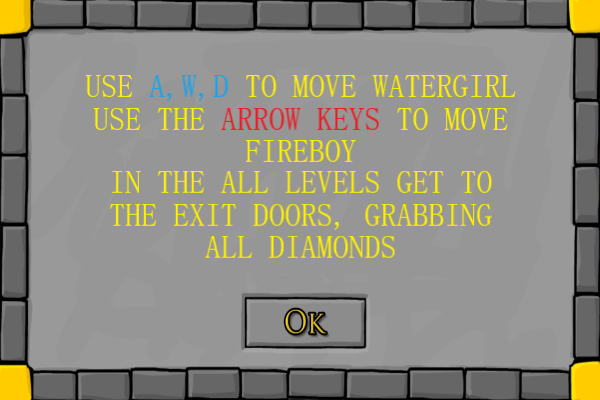 USE A,W,D TO MOVE WATERGIRL
USE THE ARROW KEYS TO MOVE
FIREBOY
IN THE ALL LEVELS GET TO
THE EXIT DOORS, GRABBING
ALL DIAMONDS
OK